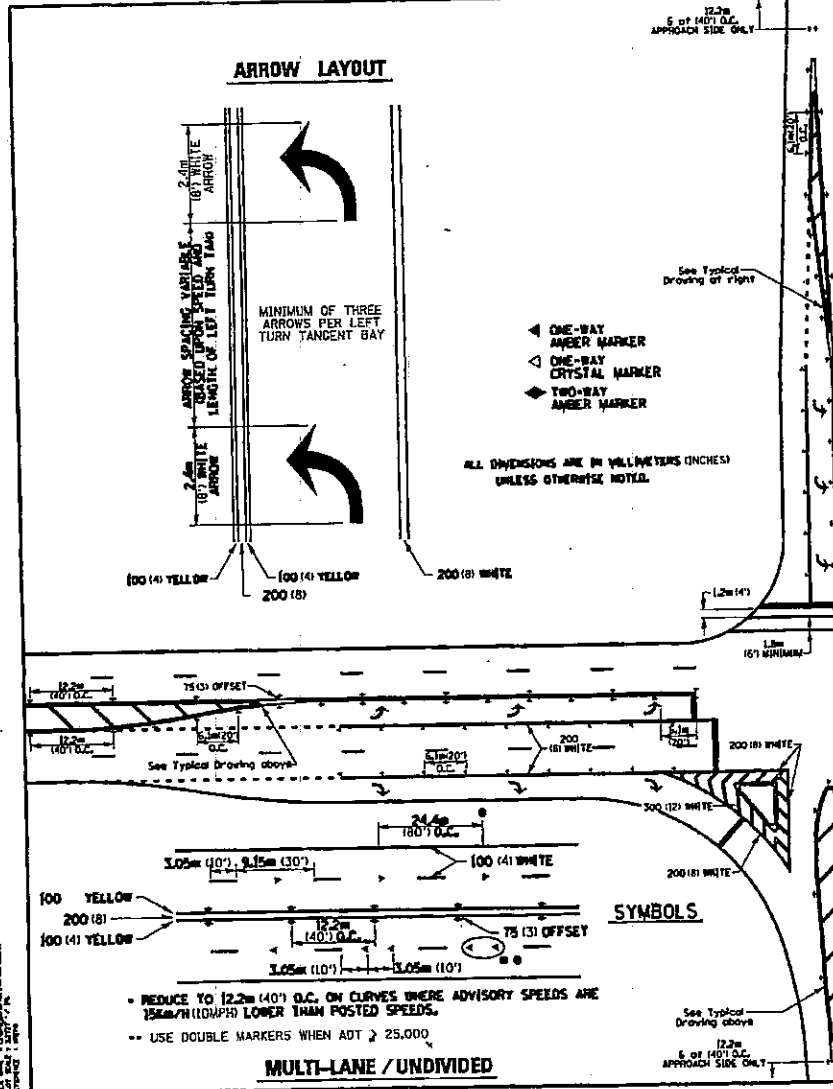 12.2m
6 at (40') O.C.
APPROACH SIDE ONLY
ARROW LAYOUT
2.4m
(8') WHITE
ARROW
ARROW SPACING VARIABLE
(BASED UPON SPEED AND
LENGTH OF LEFT TURN
2.4m
(8') WHITE
ARROW
MINIMUM OF THREE
ARROWS PER LEFT
TURN TANGENT BAY
6.1m(20')
O.C.
See Typical
Drawing at right
ONE-WAY
AMBER MARKER
ONE-WAY
CRYSTAL MARKER
TWO-WAY
AMBER MARKER
ALL DIMENSIONS ARE IN MILLIMETERS (INCHES)
UNLESS OTHERWISE NOTED.
100 (4) YELLOW
100 (4) YELLOW
200 (8)
200 (8) WHITE
1.2m (4')
1.8m
(6') MINIMUM
12.2m
(40') O.C.
75 (3) OFFSET
12.2m
(40') O.C.
6.1m(20')
O.C.
See Typical Drawing above
6.1m(20')
O.C.
200
WHITE
6.1m
(20')
200 (8) WHITE
300 (12) WHITE
200 (8) WHITE
24.4m
(80') O.C.
3.05m (10')
9.15m (30')
100 (4) WHITE
100 YELLOW
200 (8)
100 (4) YELLOW
12.2m
(40') O.C.
75 (3) OFFSET
SYMBOLS
3.05m (10')
3.05m (10')
• REDUCE TO 12.2m (40') O.C. ON CURVES WHERE ADVISORY SPEEDS ARE
15Km/H (10MPH) LOWER THAN POSTED SPEEDS.
•• USE DOUBLE MARKERS WHEN ADT ≥ 25,000
MULTI-LANE / UNDIVIDED
See Typical
Drawing above
12.2m
6 at (40') O.C.
APPROACH SIDE ONLY